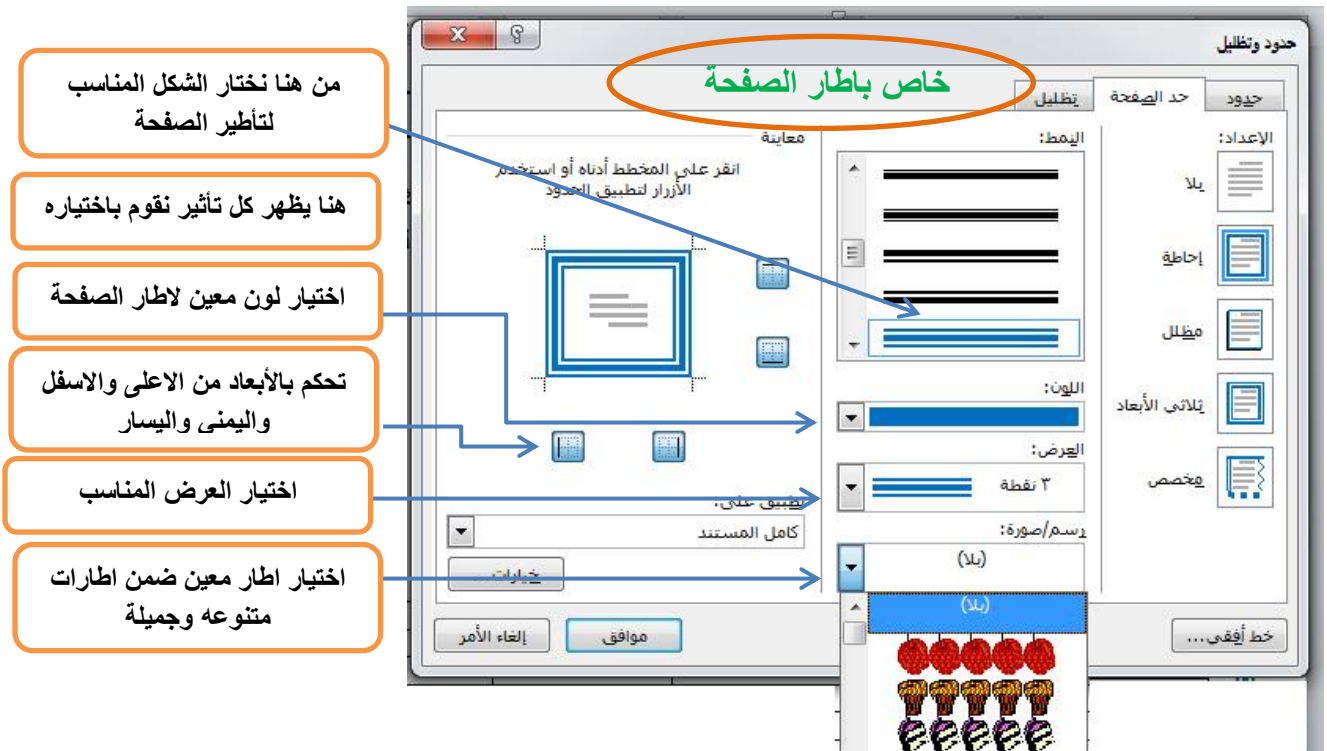 حدود وتظليل
خاص باطار الصفحة
حدود
حد الصفحة
تظليل
الإعداد:
بلا
إحاطة
مظلل
ثلاثي الأبعاد
مخصص
النمط:
اللون:
العرض:
٣ نقطة
رسم/صورة:
(بلا)
(بلا)
معاينة
انقر على المخطط أدناه أو استخدم
الأزرار لتطبيق الحدود
تطبيق على:
كامل المستند
خيارات...
خط أفقي...
موافق
إلغاء الأمر
من هنا نختار الشكل المناسب
لتأطير الصفحة
هنا يظهر كل تأثير نقوم باختياره
اختيار لون معين لاطار الصفحة
تحكم بالأبعاد من الاعلى والاسفل
واليمنى واليسار
اختيار العرض المناسب
اختيار اطار معين ضمن اطارات
متنوعه وجميلة